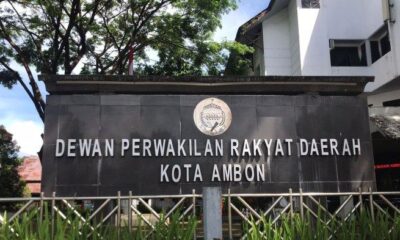 DEWAN PERWAKILAN RAKYAT DAERAH
KOTA AMBON